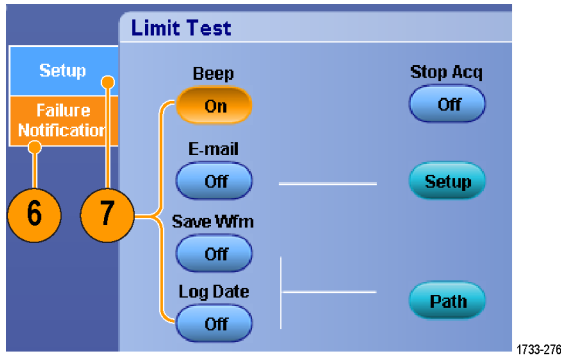 Limit Test
Setup
Failure
Notification
6
7
Beep
On
Stop Acq
Off
E-mail
Off
Setup
Save Wfm
Off
Log Date
Off
Path
1733-276